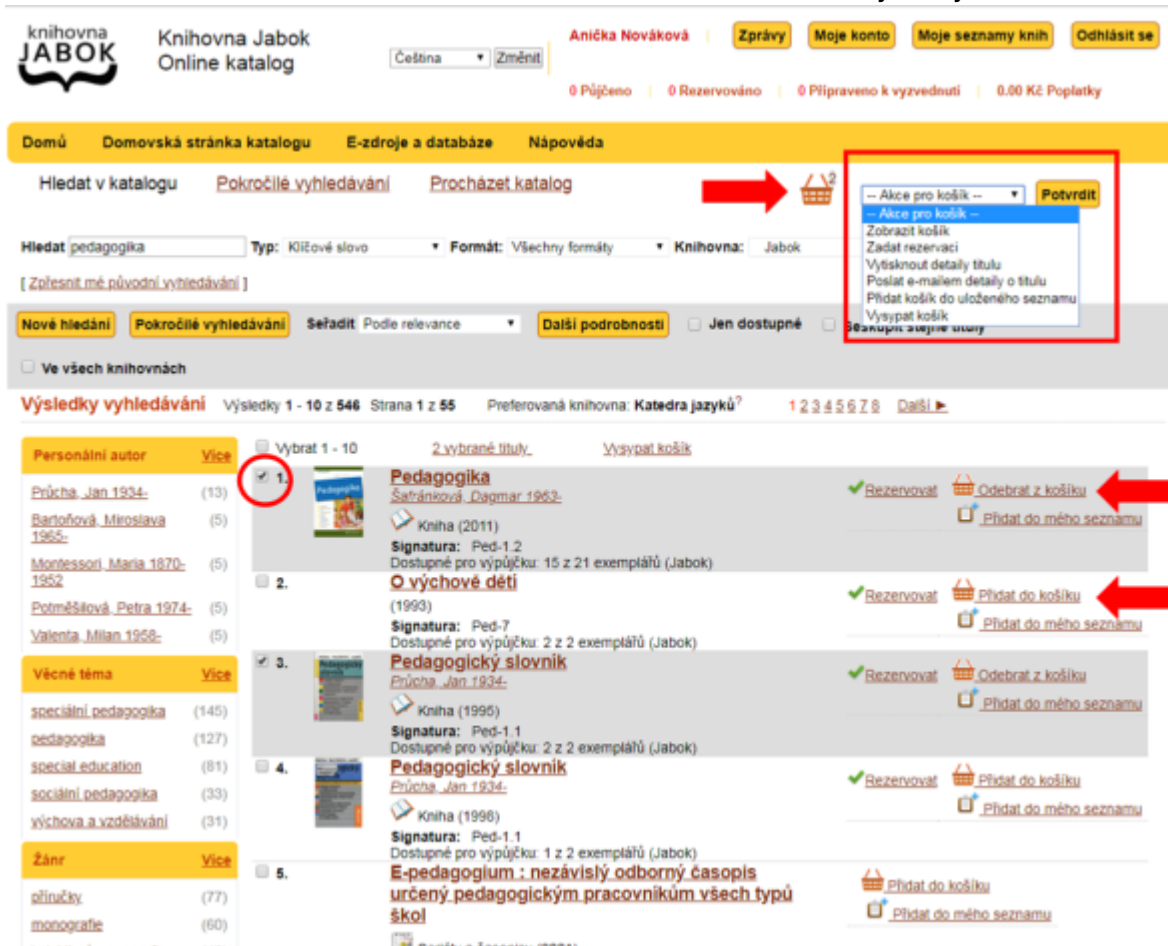 knihovna
JABOK
Knihovna Jabok
Online katalog
Čeština Změnit
Anička Nováková Zprávy Moje konto Moje seznamy knih Odhlásit se
0 Půjčeno 0 Rezervováno 0 Připraveno k vyzvednutí 0.00 Kč Poplatky
Domů Domovská stránka katalogu E-zdroje a databáze Nápověda
Hledat v katalogu Pokročilé vyhledávání Procházet katalog 2
-- Akce pro košík -- Potvrdit
-- Akce pro košík --
Zobrazit košík
Zadat rezervaci
Vytisknout detaily titulu
Poslat e-mailem detaily o titulu
Přidat košík do uloženého seznamu
Vysypat košík
Hledat pedagogika Typ: Klíčové slovo Formát: Všechny formáty Knihovna: Jabok
[ Zpřesnit mé původní vyhledávání ]
Nové hledání Pokročilé vyhledávání Seřadit Podle relevance Další podrobnosti Jen dostupné Seskupit stejné tituly
Ve všech knihovnách
Výsledky vyhledávání Výsledky 1 - 10 z 546 Strana 1 z 55 Preferovaná knihovna: Katedra jazyků? 1 2 3 4 5 6 7 8 Další ►
Personální autor Více
Průcha, Jan 1934- (13)
Bartoňová, Miroslava (5)
1965-
Montessori, Maria 1870- (5)
1952
Potměšilová, Petra 1974- (5)
Valenta, Milan 1958- (5)
Věcné téma Více
speciální pedagogika (145)
pedagogika (127)
special education (81)
sociální pedagogika (33)
výchova a vzdělávání (31)
Žánr Více
příručky (77)
monografie (60)
Vybrat 1 - 10 2 vybrané tituly Vysypat košík
1. Pedagogika
Pedagogika
Šafránková, Dagmar 1963-
Kniha (2011)
Signatura: Ped-1.2
Dostupné pro výpůjčku: 15 z 21 exemplářů (Jabok)
Rezervovat Odebrat z košíku
Přidat do mého seznamu
2. O výchově dětí
(1993)
Signatura: Ped-7
Dostupné pro výpůjčku: 2 z 2 exemplářů (Jabok)
Rezervovat Přidat do košíku
Přidat do mého seznamu
3. Pedagogický slovník
Průcha, Jan 1934-
Kniha (1995)
Signatura: Ped-1.1
Dostupné pro výpůjčku: 2 z 2 exemplářů (Jabok)
Rezervovat Odebrat z košíku
Přidat do mého seznamu
4. Pedagogický slovník
Průcha, Jan 1934-
Kniha (1998)
Signatura: Ped-1.1
Dostupné pro výpůjčku: 1 z 2 exemplářů (Jabok)
Rezervovat Přidat do košíku
Přidat do mého seznamu
5. E-pedagogium : nezávislý odborný časopis
určený pedagogickým pracovníkům všech typů
škol
Přidat do košíku
Přidat do mého seznamu